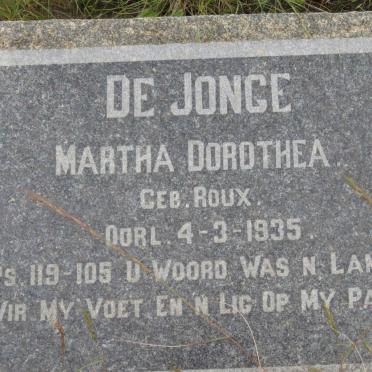 DE JONGE
MARTHA DOROTHEA
GEB. ROUX.
OORL. 4-3-1935.
PS. 119-105 U WOORD WAS N LAM
VIR MY VOET EN N LIG OP MY PA